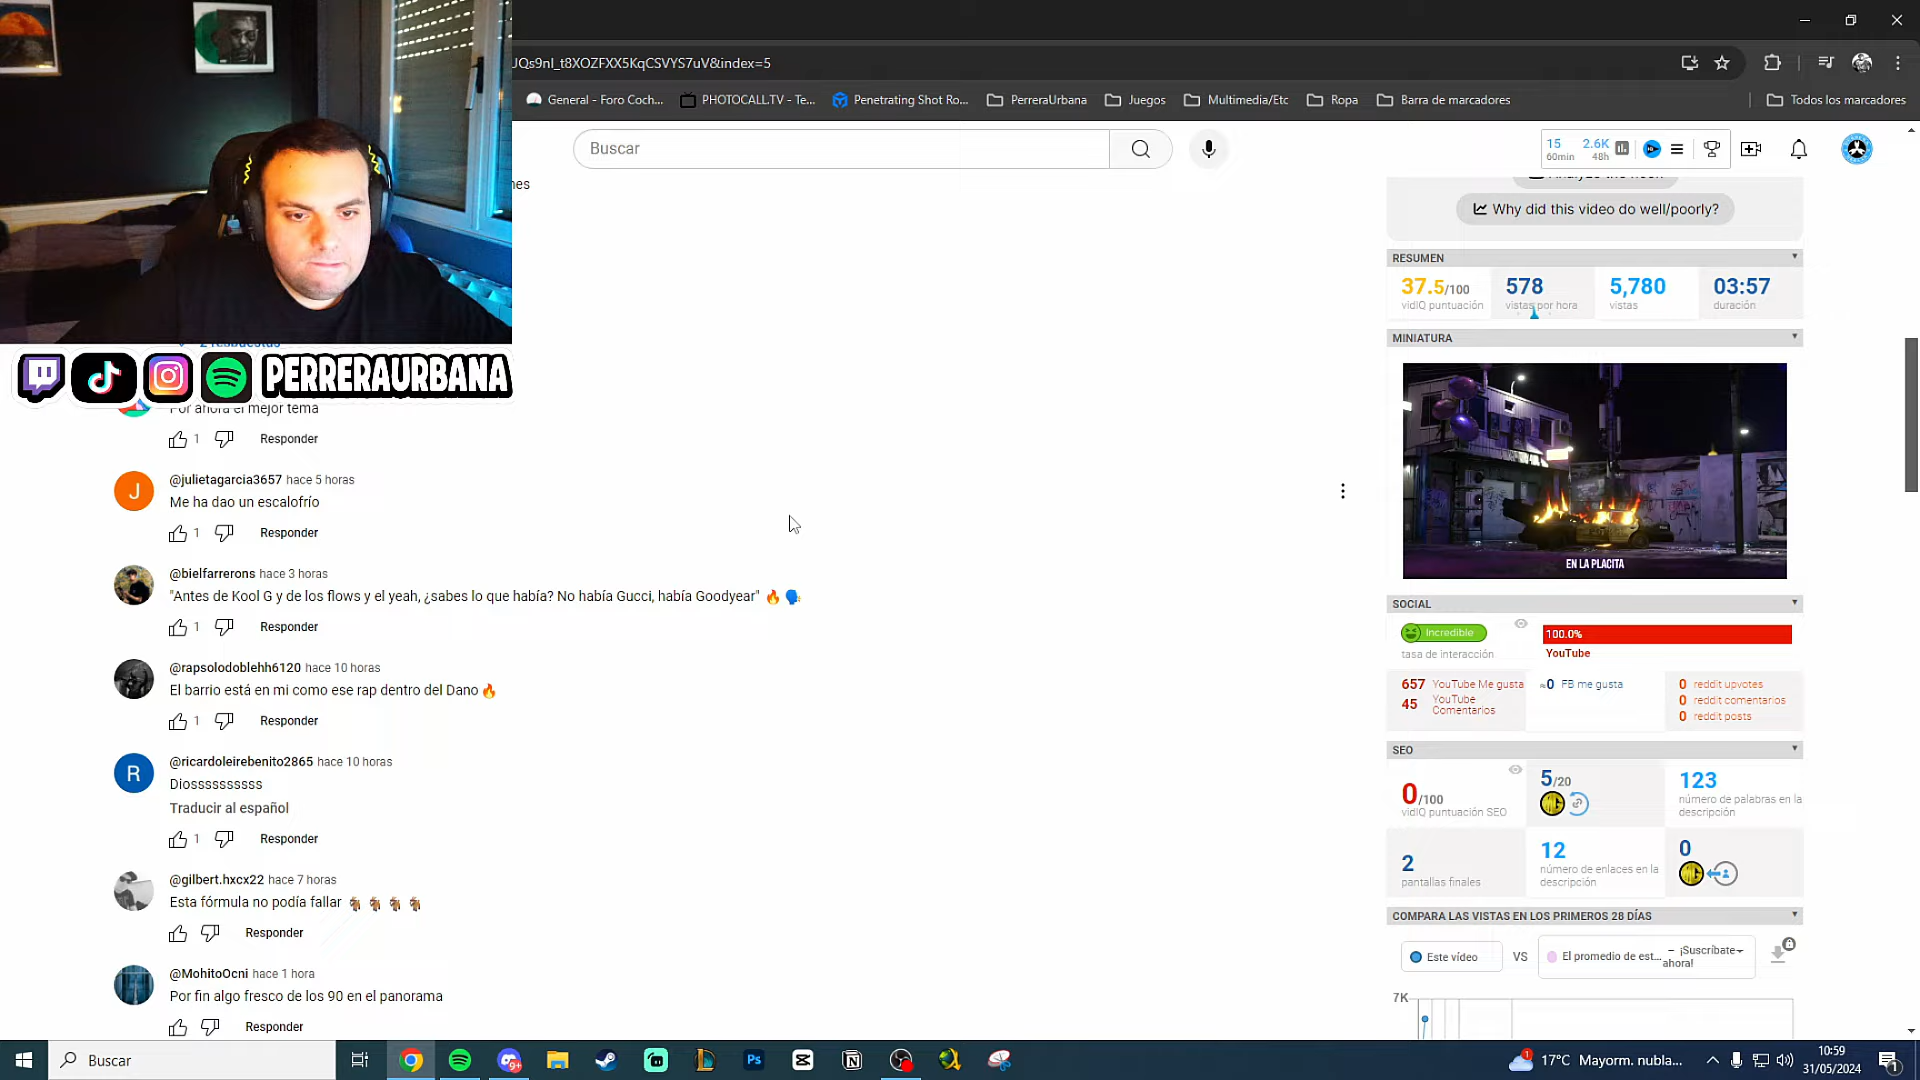 JQs9nI_t8XOZFXX5KqCSVYS7uV&index=5
General - Foro Coch...
PHOTOCALL.TV - Te...
Penetrating Shot Ro...
PerreraUrbana
Juegos
Multimedia/Etc
Ropa
Barra de marcadores
Todos los marcadores
Buscar
15
60min
2.6K
48h
nes
Why did this video do well/poorly?
RESUMEN
37.5/100
vidIQ puntuación
578
vistas por hora
5,780
vistas
03:57
duración
MINIATURA
EN LA PLACITA
PERRERAURBANA
2 respuestas
Por ahora el mejor tema
1
Responder
@julietagarcia3657 hace 5 horas
Me ha dao un escalofrío
1
Responder
@bielfarrerons hace 3 horas
"Antes de Kool G y de los flows y el yeah, ¿sabes lo que había? No había Gucci, había Goodyear" 🔥 🗣️
1
Responder
@rapsolodoblehh6120 hace 10 horas
El barrio está en mi como ese rap dentro del Dano 🔥
1
Responder
@ricardoleirebenito2865 hace 10 horas
Diosssssssssss
Traducir al español
1
Responder
@gilbert.hxcx22 hace 7 horas
Esta fórmula no podía fallar 🐐 🐐 🐐 🐐
Responder
@MohitoOcni hace 1 hora
Por fin algo fresco de los 90 en el panorama
Responder
SOCIAL
Incredible
tasa de interacción
100.0%
YouTube
657 YouTube Me gusta
45 YouTube
Comentarios
≈0 FB me gusta
0 reddit upvotes
0 reddit comentarios
0 reddit posts
SEO
0/100
vidIQ puntuación SEO
5/20
123
número de palabras en la
descripción
2
pantallas finales
12
número de enlaces en la
descripción
0
COMPARA LAS VISTAS EN LOS PRIMEROS 28 DÍAS
Este vídeo
VS
El promedio de est...
– ¡Suscríbate
ahora!
7K
Buscar
9+
Ps
1
17°C Mayorm. nubla...
10:59
31/05/2024
1